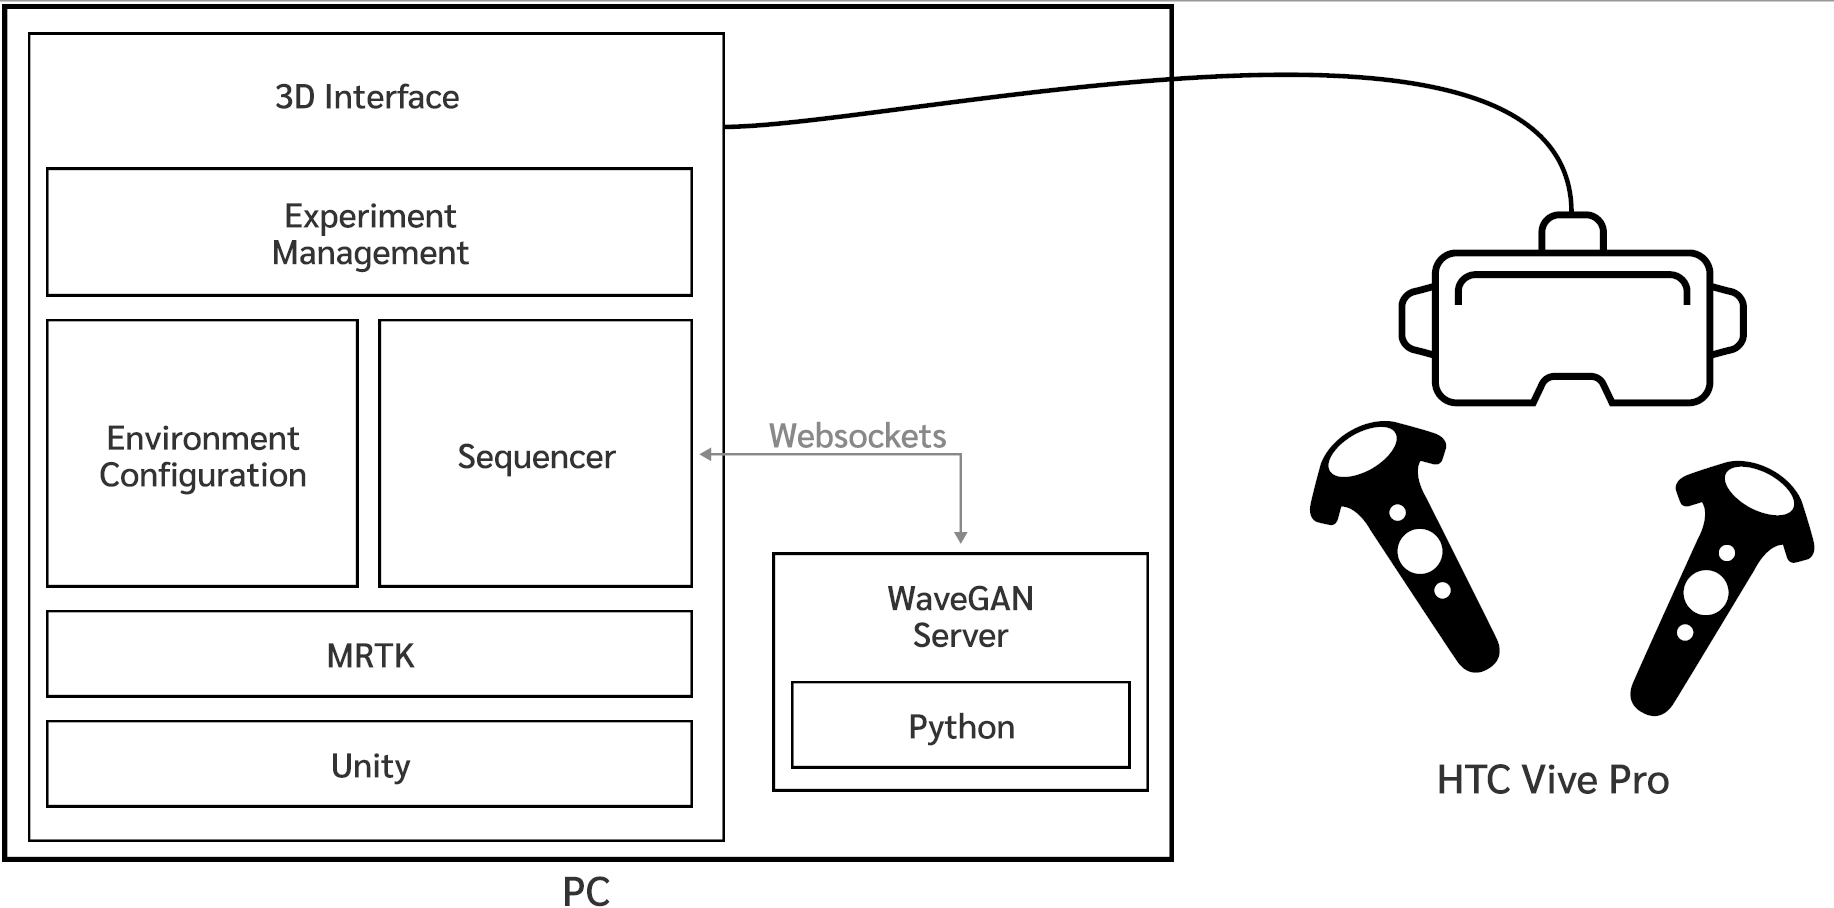 3D Interface
Experiment
Management
Environment
Configuration
Sequencer
Websockets
MRTK
Unity
WaveGAN
Server
Python
HTC Vive Pro
PC